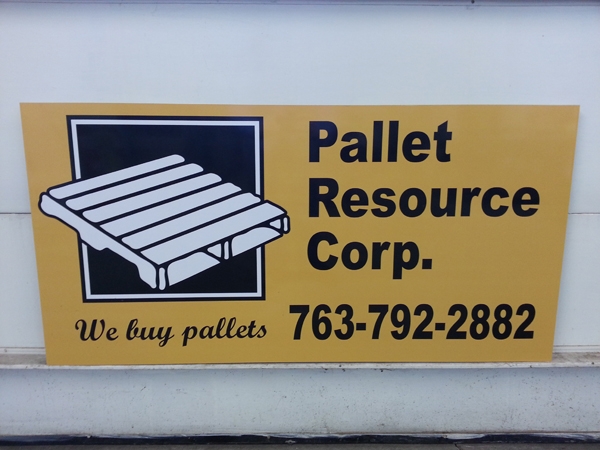 Pallet
Resource
Corp.
We buy pallets 763-792-2882